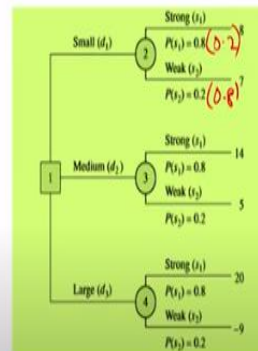 Strong (s₁)
8
Small (d₁)
2
P(s₁) = 0.8 (0.2)
Weak (s₂)
7
P(s₂) = 0.2 (0.8)
Strong (s₁)
14
Medium (d₂)
P(s₁) = 0.8
1
3
Weak (s₂)
5
P(s₂) = 0.2
Strong (s₁)
20
Large (d₃)
P(s₁) = 0.8
4
Weak (s₂)
-9
P(s₂) = 0.2